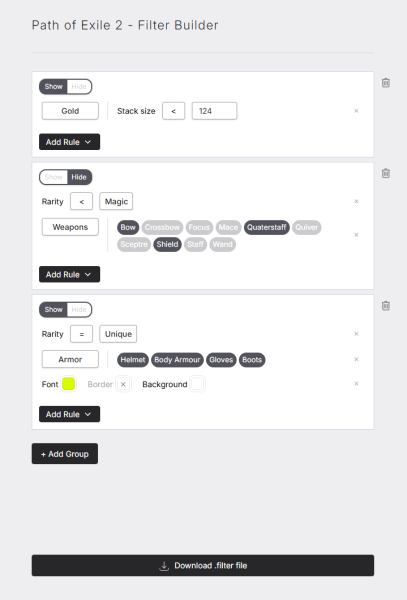 Path of Exile 2 - Filter Builder
Show Hide
Gold Stack size < 124 ×
Add Rule
Show Hide
Rarity < Magic ×
Weapons Bow Crossbow Focus Mace Quaterstaff Quiver ×
Sceptre Shield Staff Wand
Add Rule
Show Hide
Rarity = Unique ×
Armor Helmet Body Armour Gloves Boots ×
Font Border × Background ×
Add Rule
+ Add Group
Download .filter file